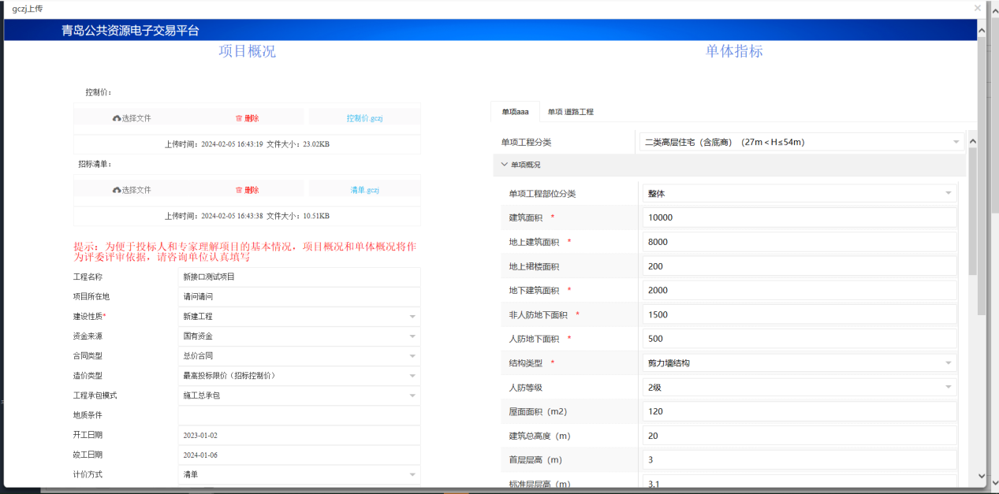 gczj上传
青岛公共资源电子交易平台
项目概况
控制价：
选择文件 删除 控制价.gczj
上传时间：2024-02-05 16:43:19 文件大小：23.02KB
招标清单：
选择文件 删除 清单.gczj
上传时间：2024-02-05 16:43:38 文件大小：10.51KB
提示：为便于投标人和专家理解项目的基本情况，项目概况和单体概况将作
为评委评审依据，请咨询单位认真填写
工程名称 新接口测试项目
项目所在地 请问请问
建设性质* 新建工程
资金来源 国有资金
合同类型 总价合同
造价类型 最高投标限价（招标控制价）
工程承包模式 施工总承包
地质条件
开工日期 2023-01-02
竣工日期 2024-01-06
计价方式 清单
单体指标
单项aaa 单项 道路工程
单项工程分类 二类高层住宅（含底商）（27m＜H≤54m）
单项概况
单项工程部位分类 整体
建筑面积 * 10000
地上建筑面积 * 8000
地上裙楼面积 200
地下建筑面积 * 2000
非人防地下面积 * 1500
人防地下面积 * 500
结构类型 * 剪力墙结构
人防等级 2级
屋面面积（m2） 120
建筑总高度（m） 20
首层层高（m） 3
标准层层高（m） 3.1